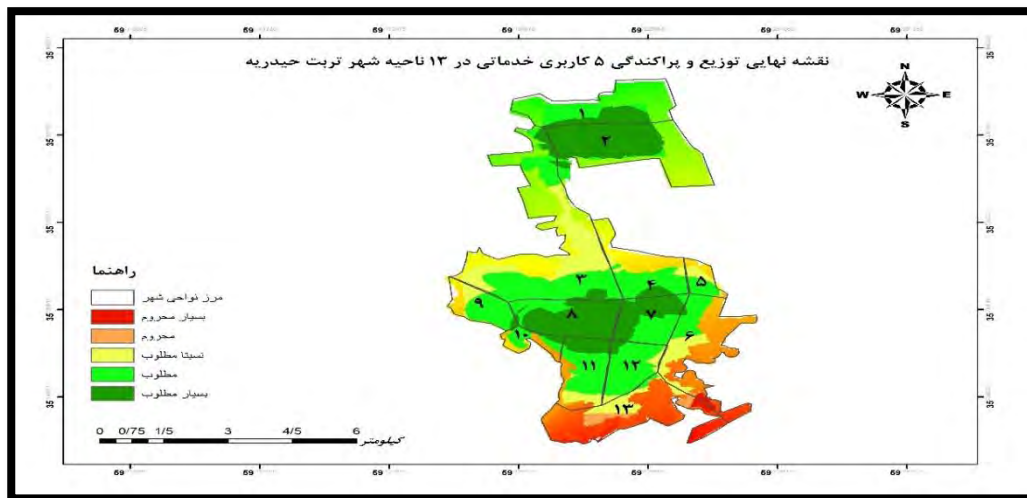 نقشه نهایی توزیع و پراکندگی ۵ کاربری خدماتی در ۱۳ ناحیه شهر تربت حیدریه
N
W E
S
۱
۲
۳
۴
۵
۹
۸
۷
۶
۱۰
۱۱
۱۲
۱۳
راهنما
مرز نواحی شهر
بسیار محروم
محروم
نسبتا مطلوب
مطلوب
بسیار مطلوب
0 0/75 1/5 3 4/5 6
کیلومتر